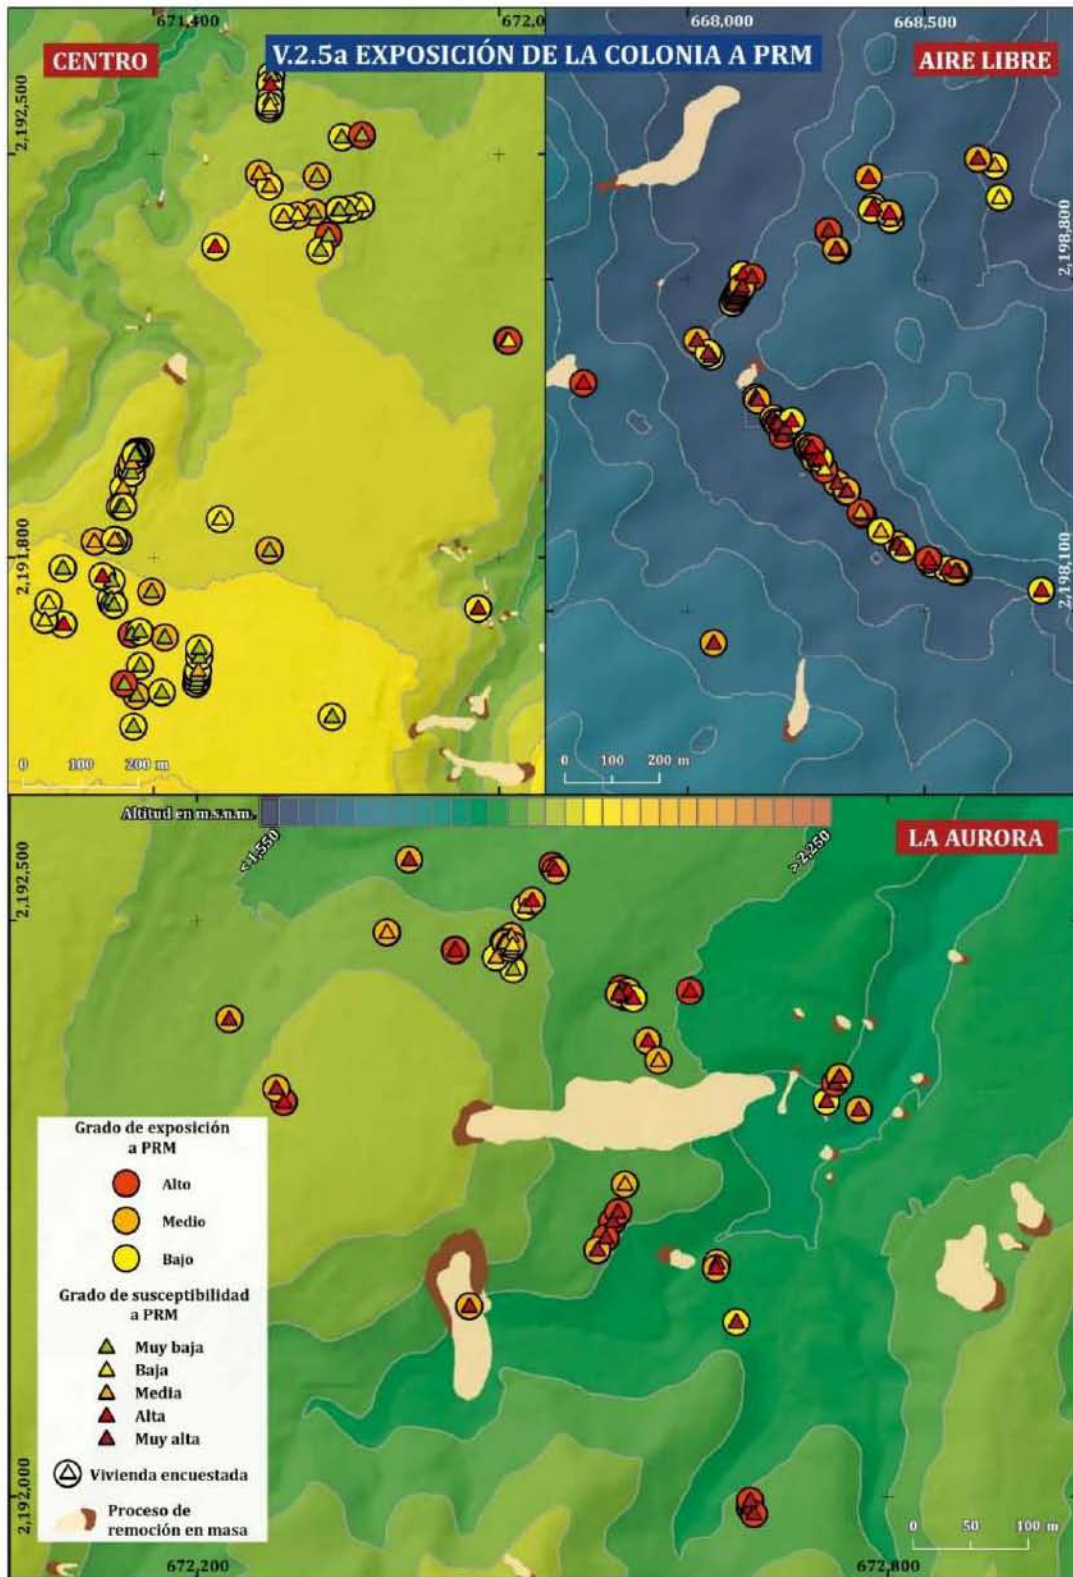 671,400
672,0
668,000
668,500
CENTRO
V.2.5a EXPOSICIÓN DE LA COLONIA A PRM
AIRE LIBRE
2,192,500
2,198,800
2,191,800
2,198,100
0 100 200 m
0 100 200 m
Altitud en m.s.n.m.
< 1,550
> 2,250
LA AURORA
2,192,500
Grado de exposición
a PRM
Alto
Medio
Bajo
Grado de susceptibilidad
a PRM
Muy baja
Baja
Media
Alta
Muy alta
Vivienda encuestada
Proceso de
remoción en masa
2,192,000
0 50 100 m
672,200
672,800